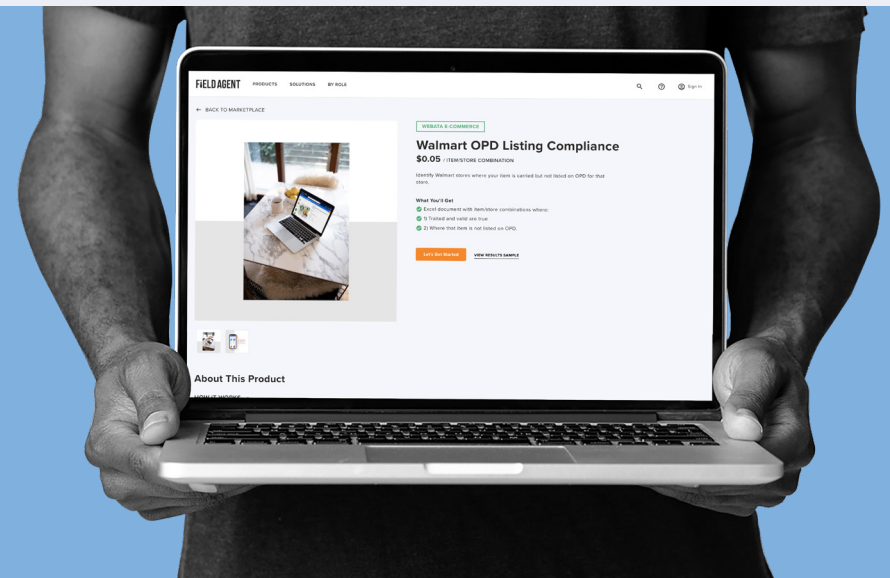 FiELD AGENT PRODUCTS SOLUTIONS BY ROLE Sign In
← BACK TO MARKETPLACE
WEBATA E-COMMERCE
Walmart OPD Listing Compliance
$0.05 / ITEM/STORE COMBINATION
Identify Walmart stores where your item is carried but not listed on OPD for that
store.
What You'll Get
Excel document with item/store combinations where:
1) Traited and valid are true
2) Where that item is not listed on OPD.
Let's Get Started VIEW RESULTS SAMPLE
About This Product
HOW IT WORKS